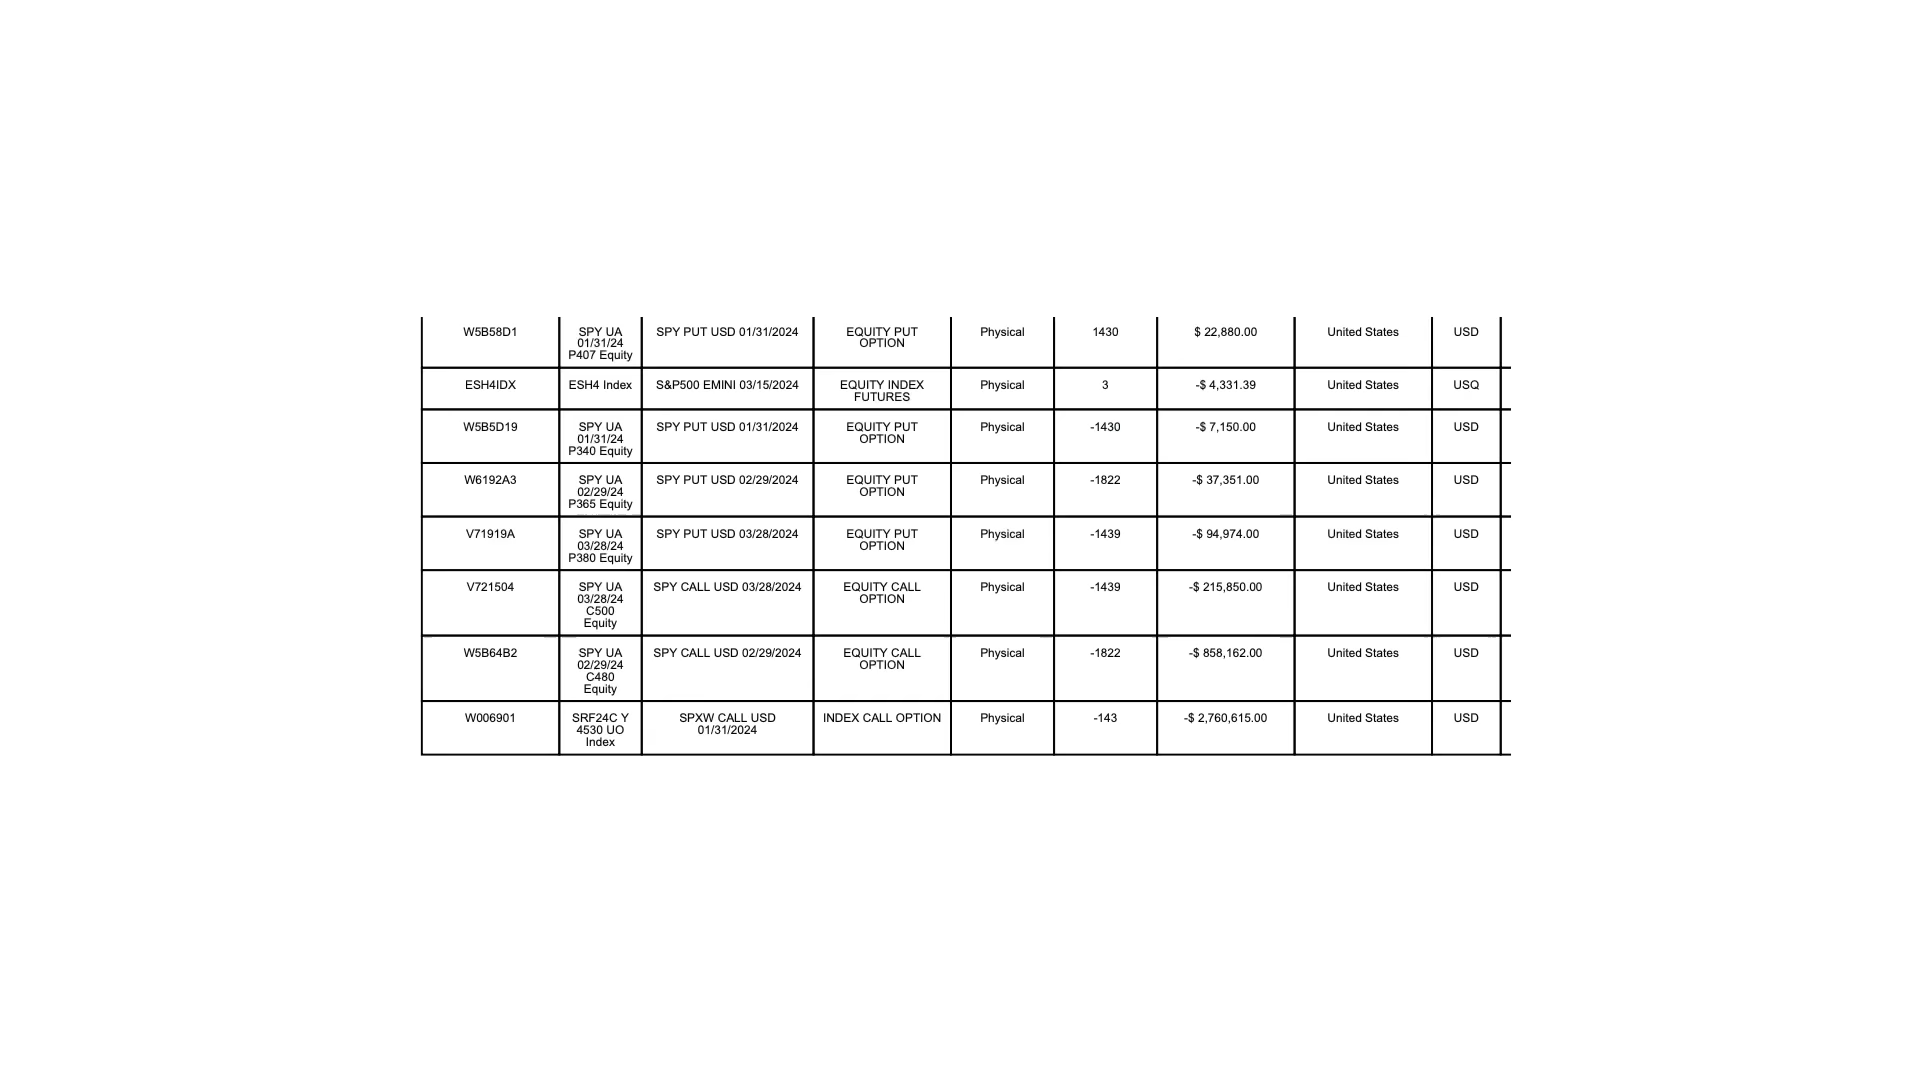 W5B58D1 SPY UA 01/31/24 P407 Equity SPY PUT USD 01/31/2024 EQUITY PUT OPTION Physical 1430 $ 22,880.00 United States USD
ESH4IDX ESH4 Index S&P500 EMINI 03/15/2024 EQUITY INDEX FUTURES Physical 3 -$ 4,331.39 United States USQ
W5B5D19 SPY UA 01/31/24 P340 Equity SPY PUT USD 01/31/2024 EQUITY PUT OPTION Physical -1430 -$ 7,150.00 United States USD
W6192A3 SPY UA 02/29/24 P365 Equity SPY PUT USD 02/29/2024 EQUITY PUT OPTION Physical -1822 -$ 37,351.00 United States USD
V71919A SPY UA 03/28/24 P380 Equity SPY PUT USD 03/28/2024 EQUITY PUT OPTION Physical -1439 -$ 94,974.00 United States USD
V721504 SPY UA 03/28/24 C500 Equity SPY CALL USD 03/28/2024 EQUITY CALL OPTION Physical -1439 -$ 215,850.00 United States USD
W5B64B2 SPY UA 02/29/24 C480 Equity SPY CALL USD 02/29/2024 EQUITY CALL OPTION Physical -1822 -$ 858,162.00 United States USD
W006901 SRF24C Y 4530 UO Index SPXW CALL USD 01/31/2024 INDEX CALL OPTION Physical -143 -$ 2,760,615.00 United States USD